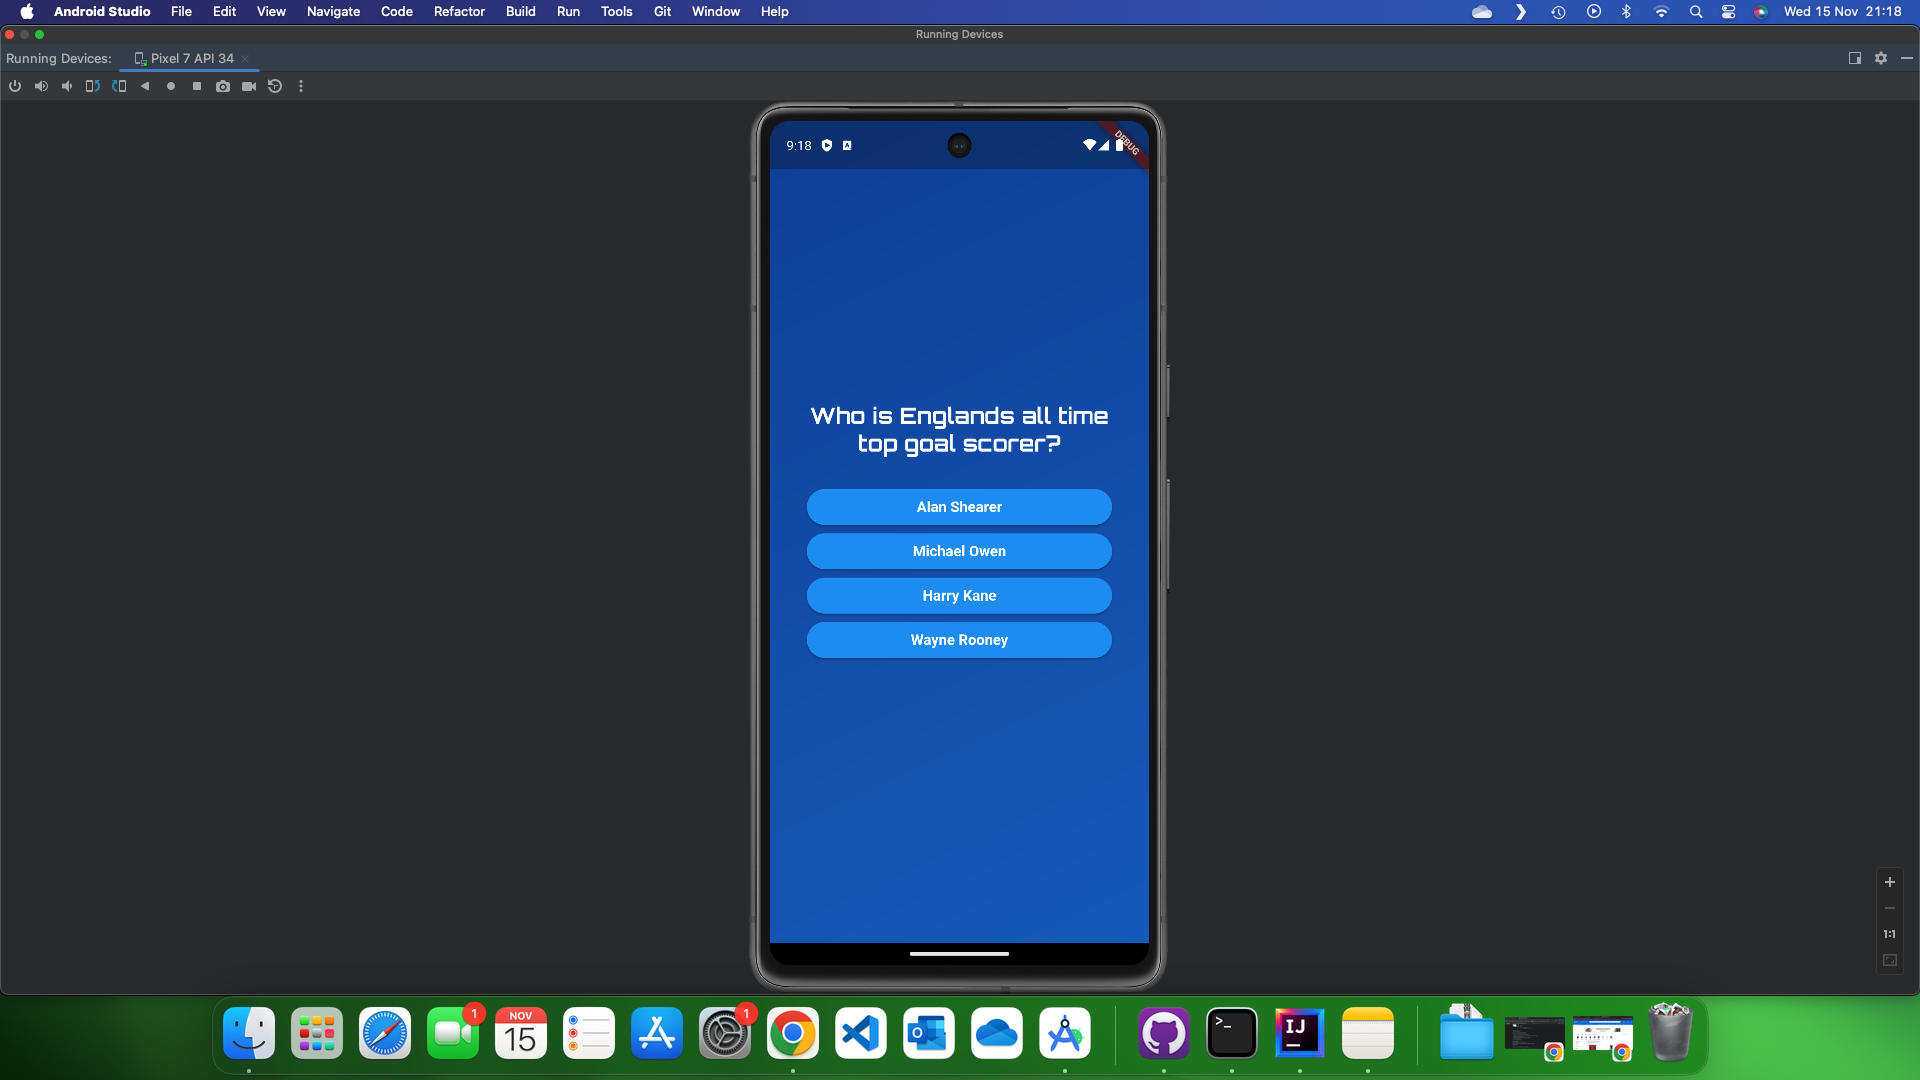 Android Studio File Edit View Navigate Code Refactor Build Run Tools Git Window Help Wed 15 Nov 21:18
Running Devices
Running Devices: Pixel 7 API 34
9:18
DEBUG
Who is Englands all time
top goal scorer?
Alan Shearer
Michael Owen
Harry Kane
Wayne Rooney
1:1
1
NOV
15
1
>_
IJ